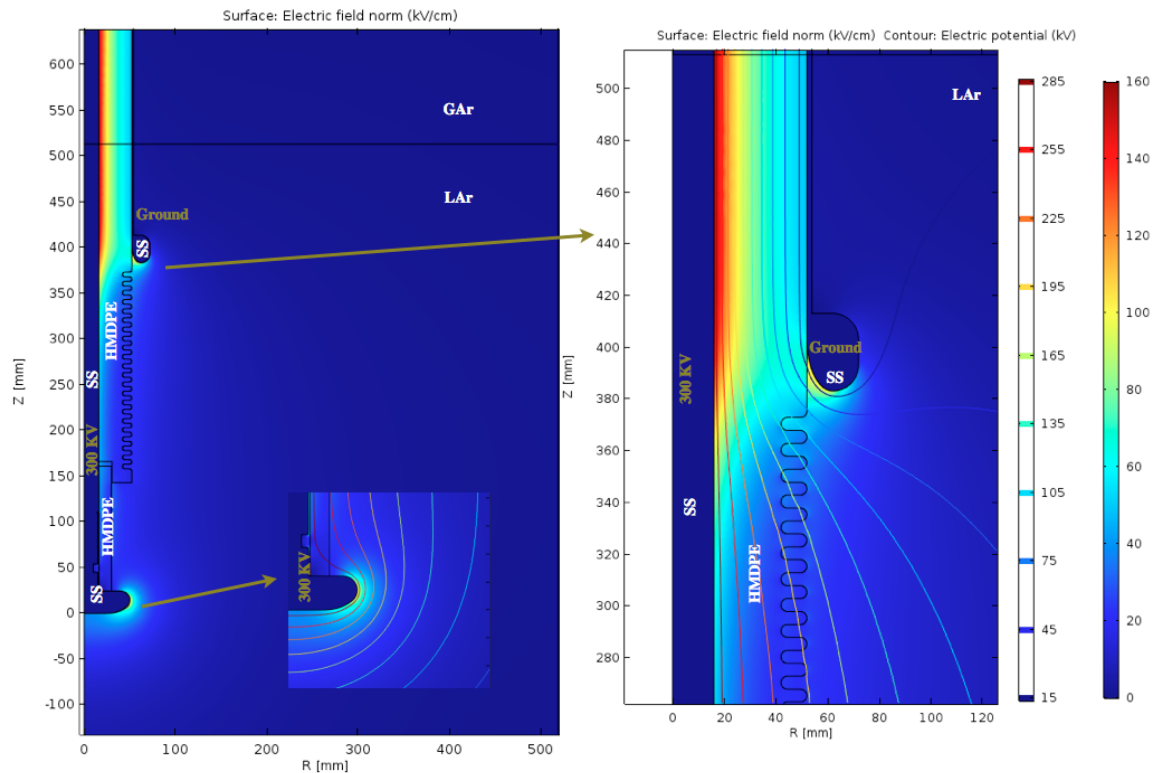 Surface: Electric field norm (kV/cm)
600
550
500
450
400
350
300
250
200
150
100
50
0
-50
-100
Z [mm]
0
100
200
300
400
500
R [mm]
GAr
LAr
Ground
SS
HMDPE
SS
300 KV
HMDPE
SS
300 KV
Surface: Electric field norm (kV/cm) Contour: Electric potential (kV)
500
480
460
440
420
400
380
360
340
320
300
280
Z [mm]
0
20
40
60
80
100
120
R [mm]
LAr
Ground
SS
300 KV
SS
HMDPE
285
255
225
195
165
135
105
75
45
15
160
140
120
100
80
60
40
20
0